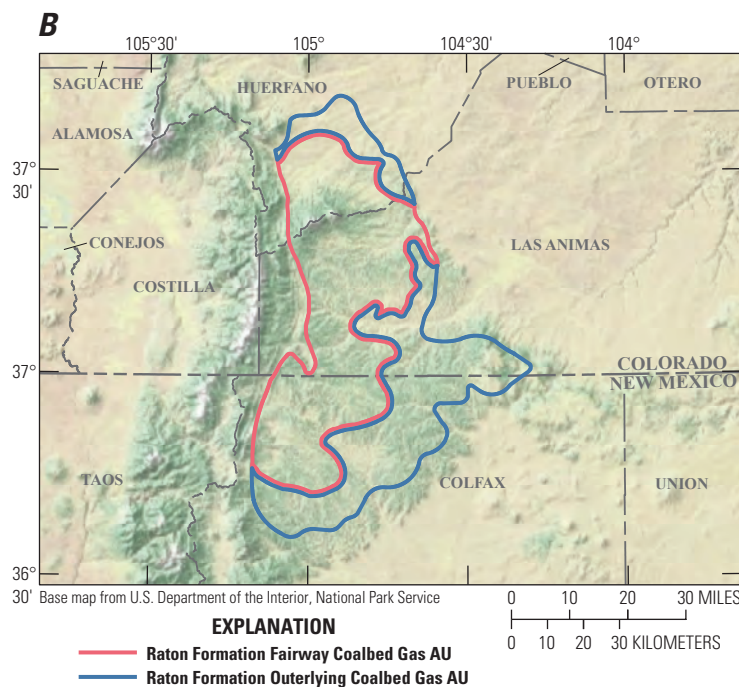 B
105°30' 105° 104°30' 104°
SAGUACHE
HUERFANO
PUEBLO
OTERO
ALAMOSA
37°
30'
CONEJOS
LAS ANIMAS
COSTILLA
37°
COLORADO
NEW MEXICO
TAOS
COLFAX
UNION
36°
30'
Base map from U.S. Department of the Interior, National Park Service
0 10 20 30 MILES
0 10 20 30 KILOMETERS
EXPLANATION
Raton Formation Fairway Coalbed Gas AU
Raton Formation Outerlying Coalbed Gas AU